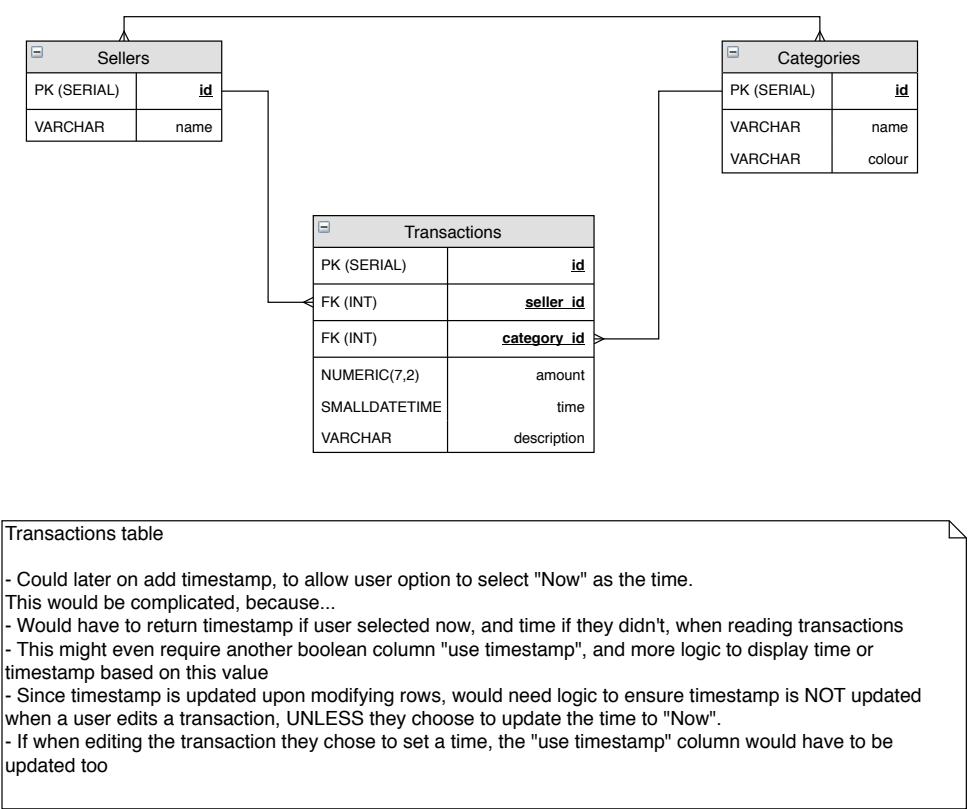 Sellers
PK (SERIAL) id
VARCHAR name
Categories
PK (SERIAL) id
VARCHAR name
VARCHAR colour
Transactions
PK (SERIAL) id
FK (INT) seller_id
FK (INT) category_id
NUMERIC(7,2) amount
SMALLDATETIME time
VARCHAR description
Transactions table
- Could later on add timestamp, to allow user option to select "Now" as the time.
This would be complicated, because...
- Would have to return timestamp if user selected now, and time if they didn't, when reading transactions
- This might even require another boolean column "use timestamp", and more logic to display time or
timestamp based on this value
- Since timestamp is updated upon modifying rows, would need logic to ensure timestamp is NOT updated
when a user edits a transaction, UNLESS they choose to update the time to "Now".
- If when editing the transaction they chose to set a time, the "use timestamp" column would have to be
updated too